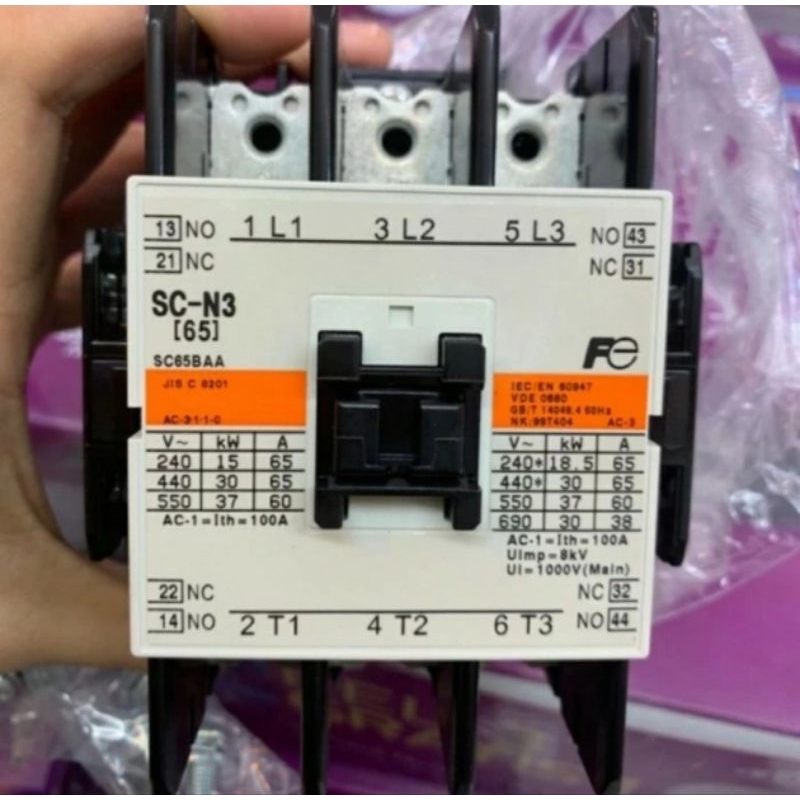 13 NO 1 L1 3 L2 5 L3 NO 43
21 NC NC 31
SC-N3
[65]
SC65BAA
Fe
JIS C 8201
AC-3:1-1-0
V~ kW A
240 15 65
440 30 65
550 37 60
AC-1=Ith=100A
IEC/EN 60947
VDE 0660
GB/T 14048.4 50Hz
NK:98T404 AC-3
V~ kW A
240+ 18.5 65
440+ 30 65
550 37 60
690 30 38
AC-1=Ith=100A
UImp=8kV
UI=1000V(Main)
22 NC NC 32
14 NO 2 T1 4 T2 6 T3 NO 44